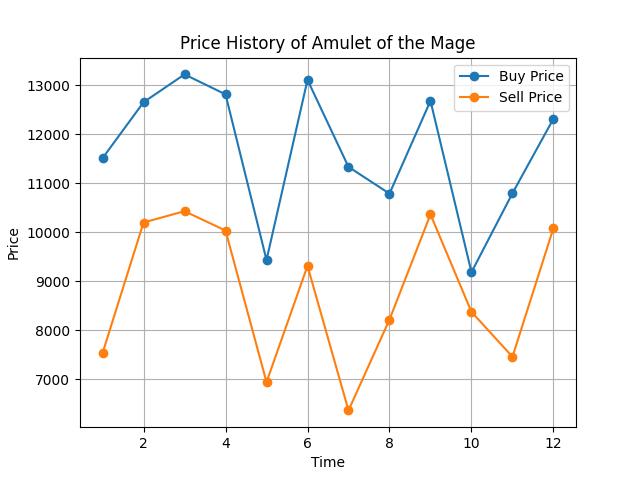 Price History of Amulet of the Mage
Buy Price
Sell Price
13000
12000
11000
10000
9000
8000
7000
Price
2 4 6 8 10 12
Time